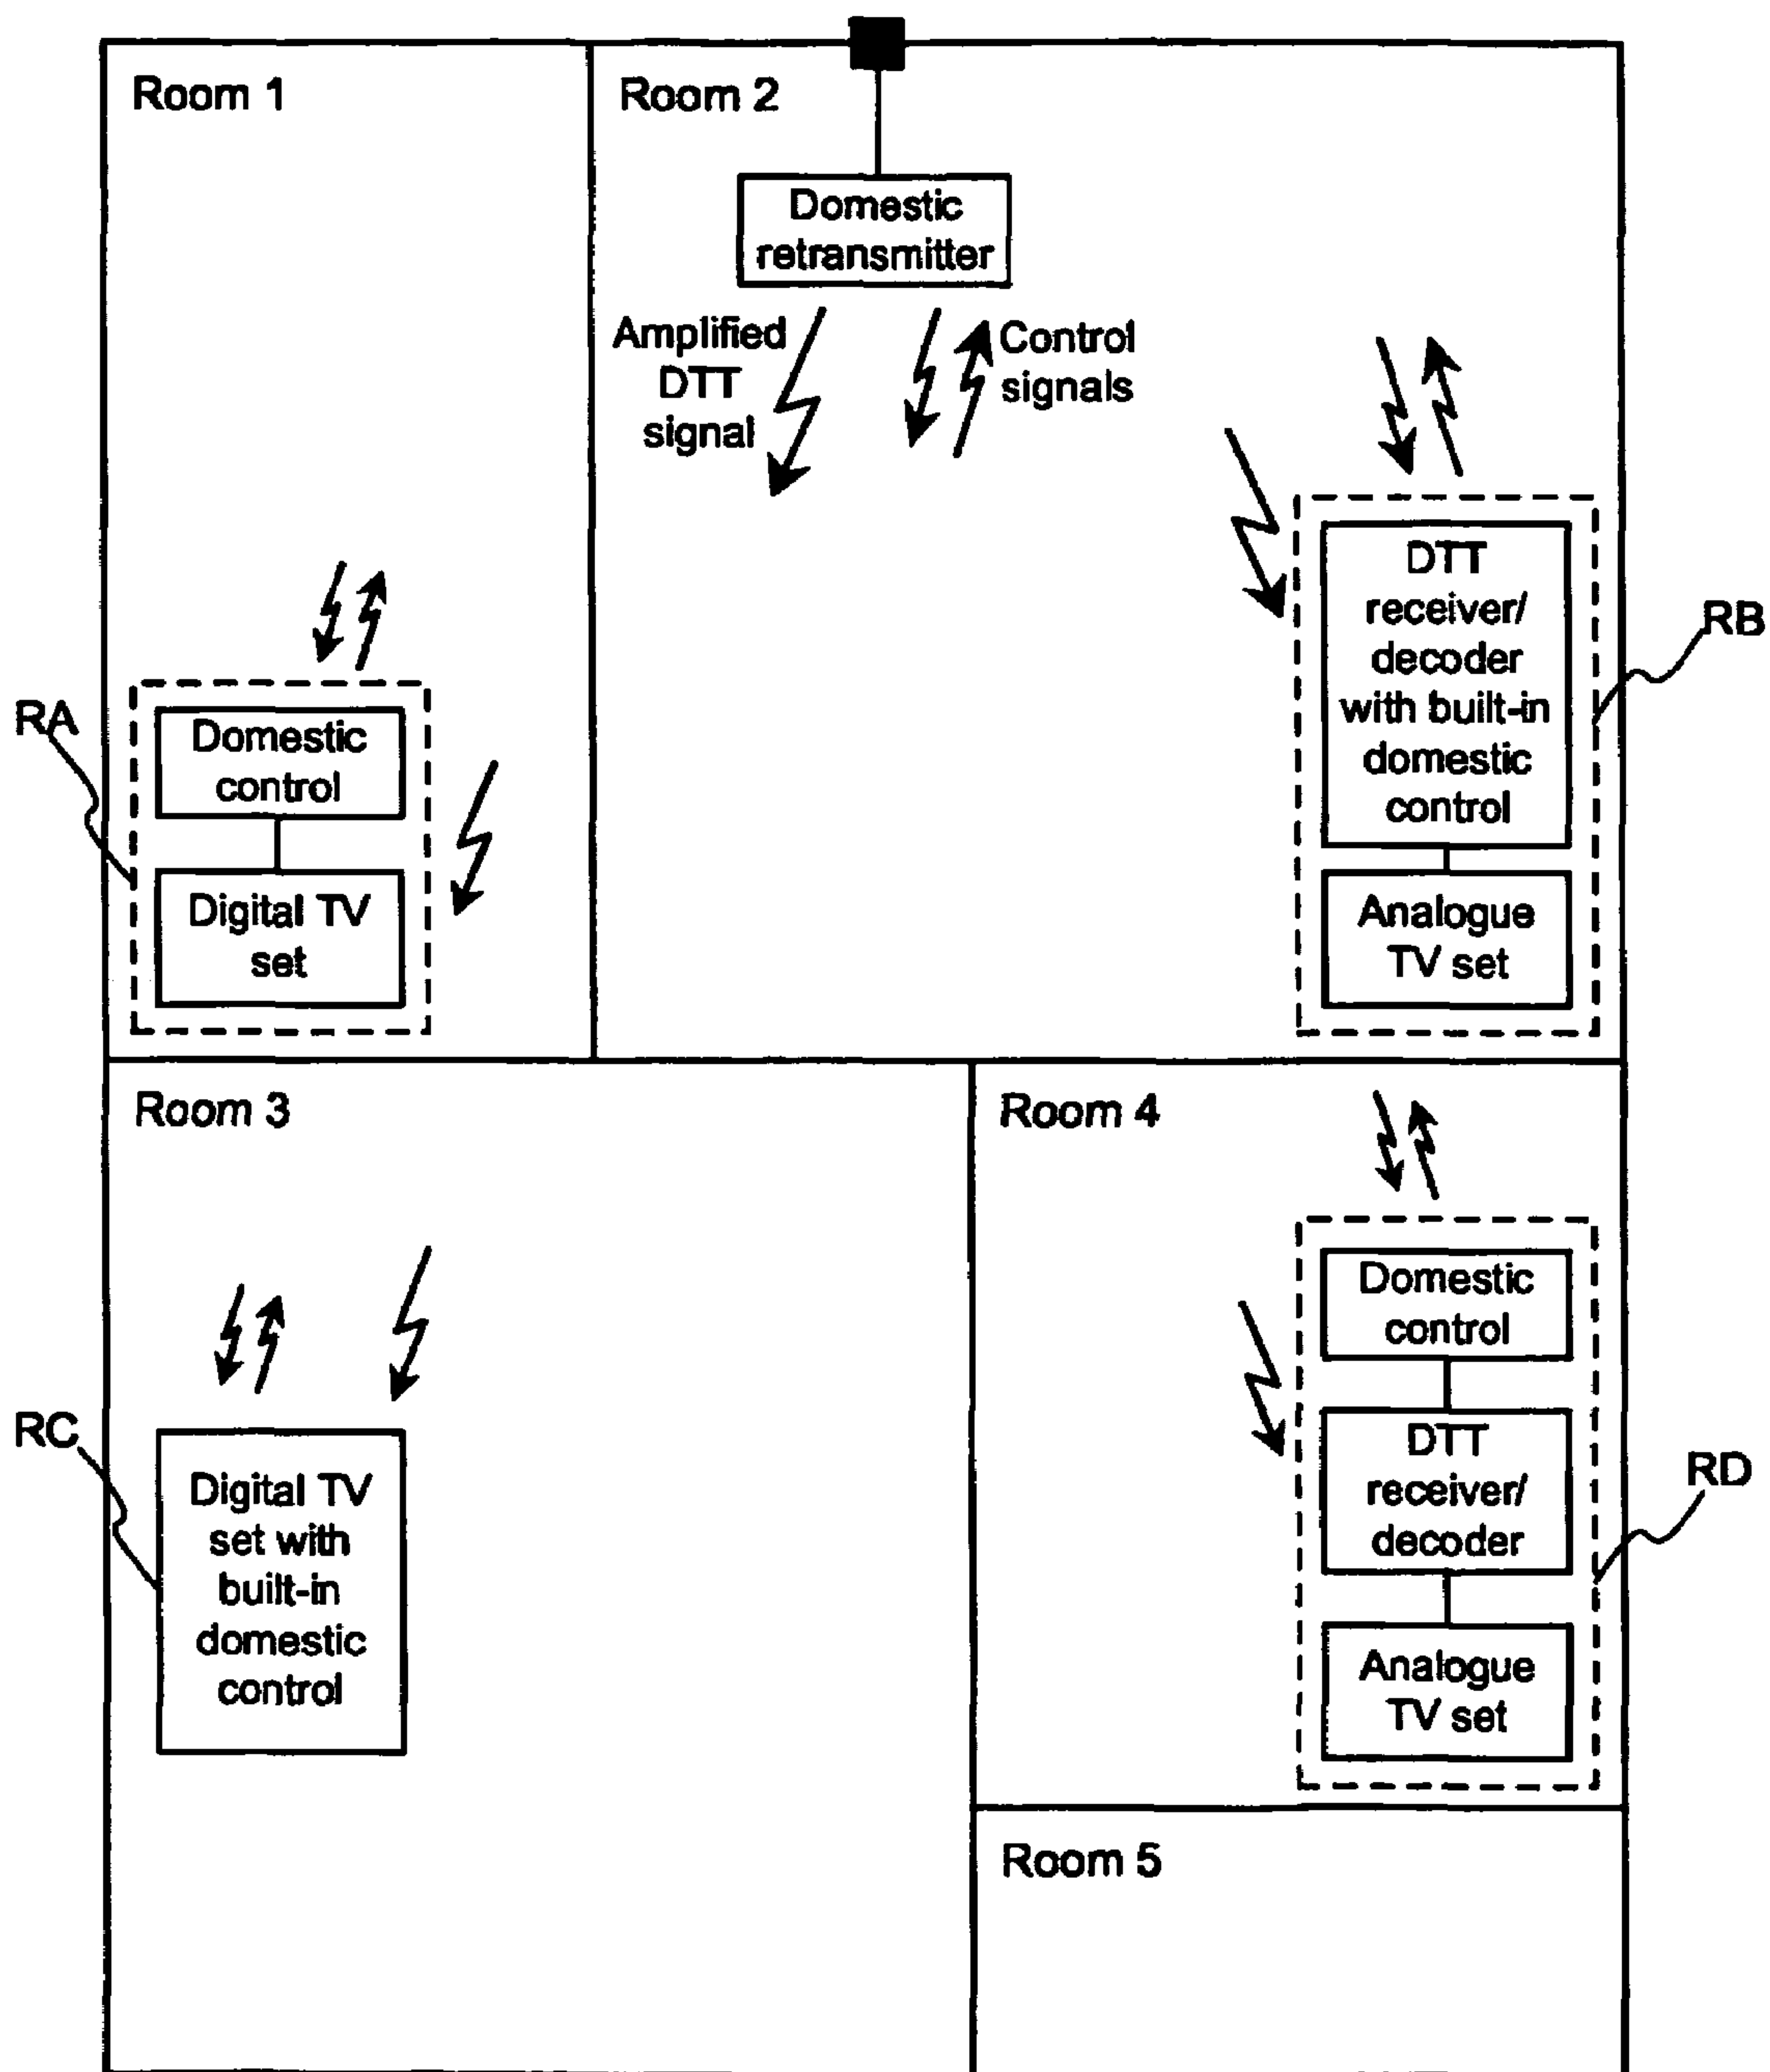 Room 1
Room 2
Domestic
retransmitter
Amplified
DTT
signal
Control
signals
DTT
receiver/
decoder
with built-in
domestic
control
RB
Analogue
TV set
RA
Domestic
control
Digital TV
set
Room 3
Room 4
Domestic
control
RC
Digital TV
set with
built-in
domestic
control
DTT
receiver/
decoder
RD
Analogue
TV set
Room 5